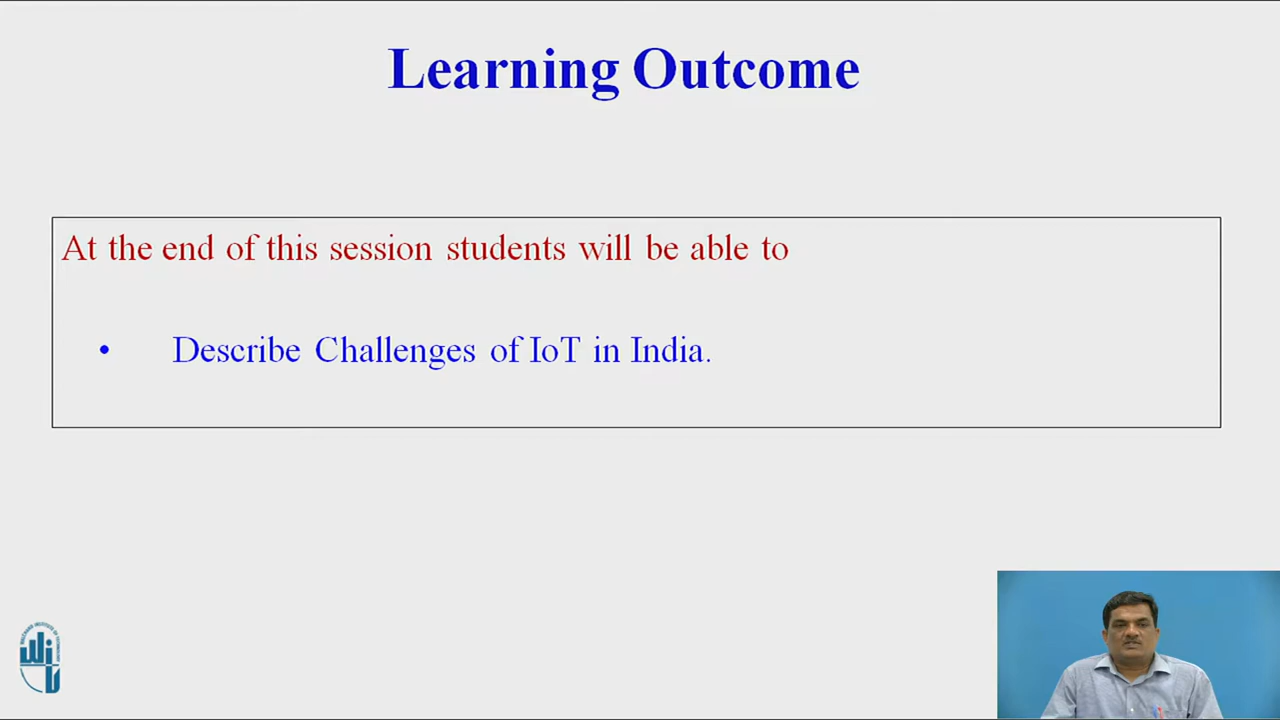 Learning Outcome
At the end of this session students will be able to
• Describe Challenges of IoT in India.
WIT